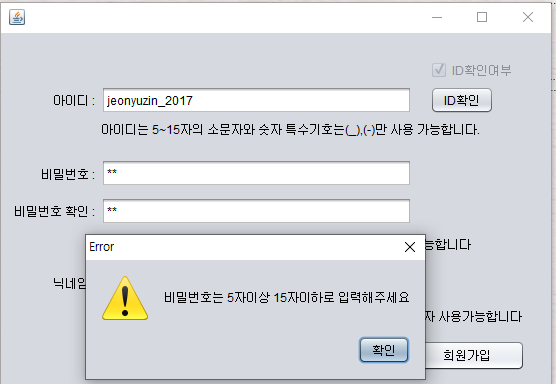 ID확인여부
아이디 : jeonyuzin_2017 ID확인
아이디는 5~15자의 소문자와 숫자 특수기호는(_),(-)만 사용 가능합니다.
비밀번호 : **
비밀번호 확인 : **
능합니다
Error
닉네임
비밀번호는 5자이상 15자이하로 입력해주세요
자 사용가능합니다
확인
회원가입